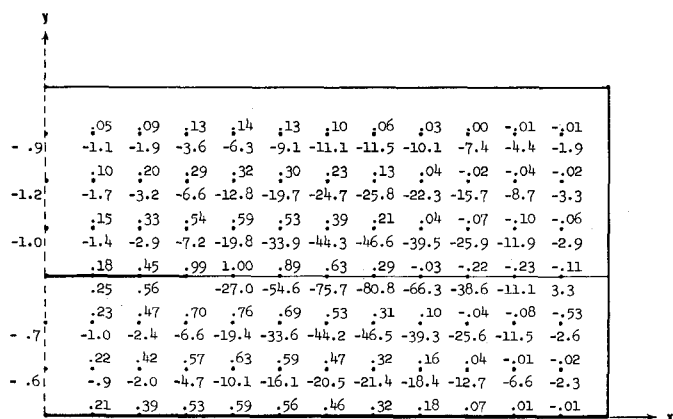 y
.05 .09 .13 .14 .13 .10 .06 .03 .00 -.01 -.01
- .9 -1.1 -1.9 -3.6 -6.3 -9.1 -11.1 -11.5 -10.1 -7.4 -4.4 -1.9
.10 .20 .29 .32 .30 .23 .13 .04 -.02 -.04 -.02
-1.2 -1.7 -3.2 -6.6 -12.8 -19.7 -24.7 -25.8 -22.3 -15.7 -8.7 -3.3
.15 .33 .54 .59 .53 .39 .21 .04 -.07 -.10 -.06
-1.0 -1.4 -2.9 -7.2 -19.8 -33.9 -44.3 -46.6 -39.5 -25.9 -11.9 -2.9
.18 .45 .99 1.00 .89 .63 .29 -.03 -.22 -.23 -.11
.25 .56 -27.0 -54.6 -75.7 -80.8 -66.3 -38.6 -11.1 3.3
.23 .47 .70 .76 .69 .53 .31 .10 -.04 -.08 -.53
- .7 -1.0 -2.4 -6.6 -19.4 -33.6 -44.2 -46.5 -39.3 -25.6 -11.5 -2.6
.22 .42 .57 .63 .59 .47 .32 .16 .04 -.01 -.02
- .6 -.9 -2.0 -4.7 -10.1 -16.1 -20.5 -21.4 -18.4 -12.7 -6.6 -2.3
.21 .39 .53 .59 .56 .46 .32 .18 .07 .01 -.01
x